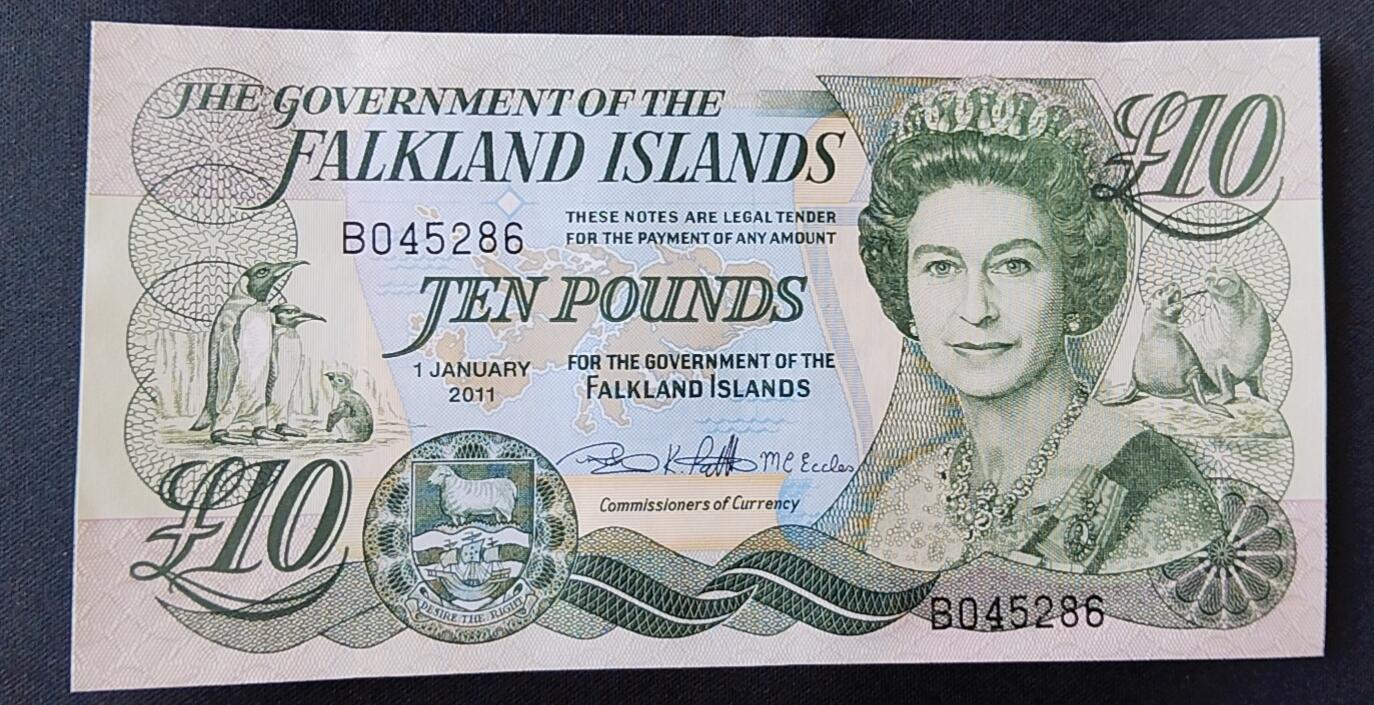 THE GOVERNMENT OF THE
FALKLAND ISLANDS
£10
B045286
THESE NOTES ARE LEGAL TENDER
FOR THE PAYMENT OF ANY AMOUNT
TEN POUNDS
1 JANUARY
2011
FOR THE GOVERNMENT OF THE
FALKLAND ISLANDS
MC Eccles
Commissioners of Currency
£10
DESIRE THE RIGHT
B045286